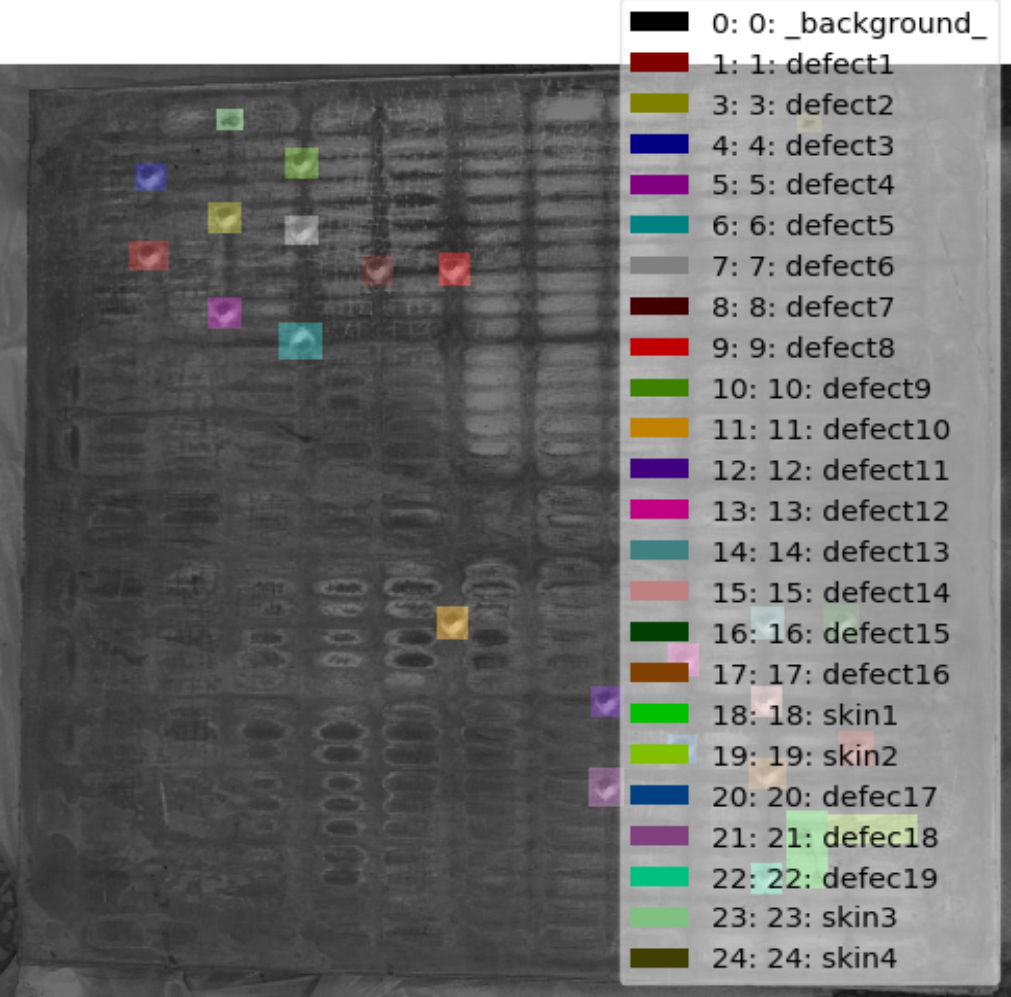 0: 0: _background_
1: 1: defect1
3: 3: defect2
4: 4: defect3
5: 5: defect4
6: 6: defect5
7: 7: defect6
8: 8: defect7
9: 9: defect8
10: 10: defect9
11: 11: defect10
12: 12: defect11
13: 13: defect12
14: 14: defect13
15: 15: defect14
16: 16: defect15
17: 17: defect16
18: 18: skin1
19: 19: skin2
20: 20: defec17
21: 21: defec18
22: 22: defec19
23: 23: skin3
24: 24: skin4